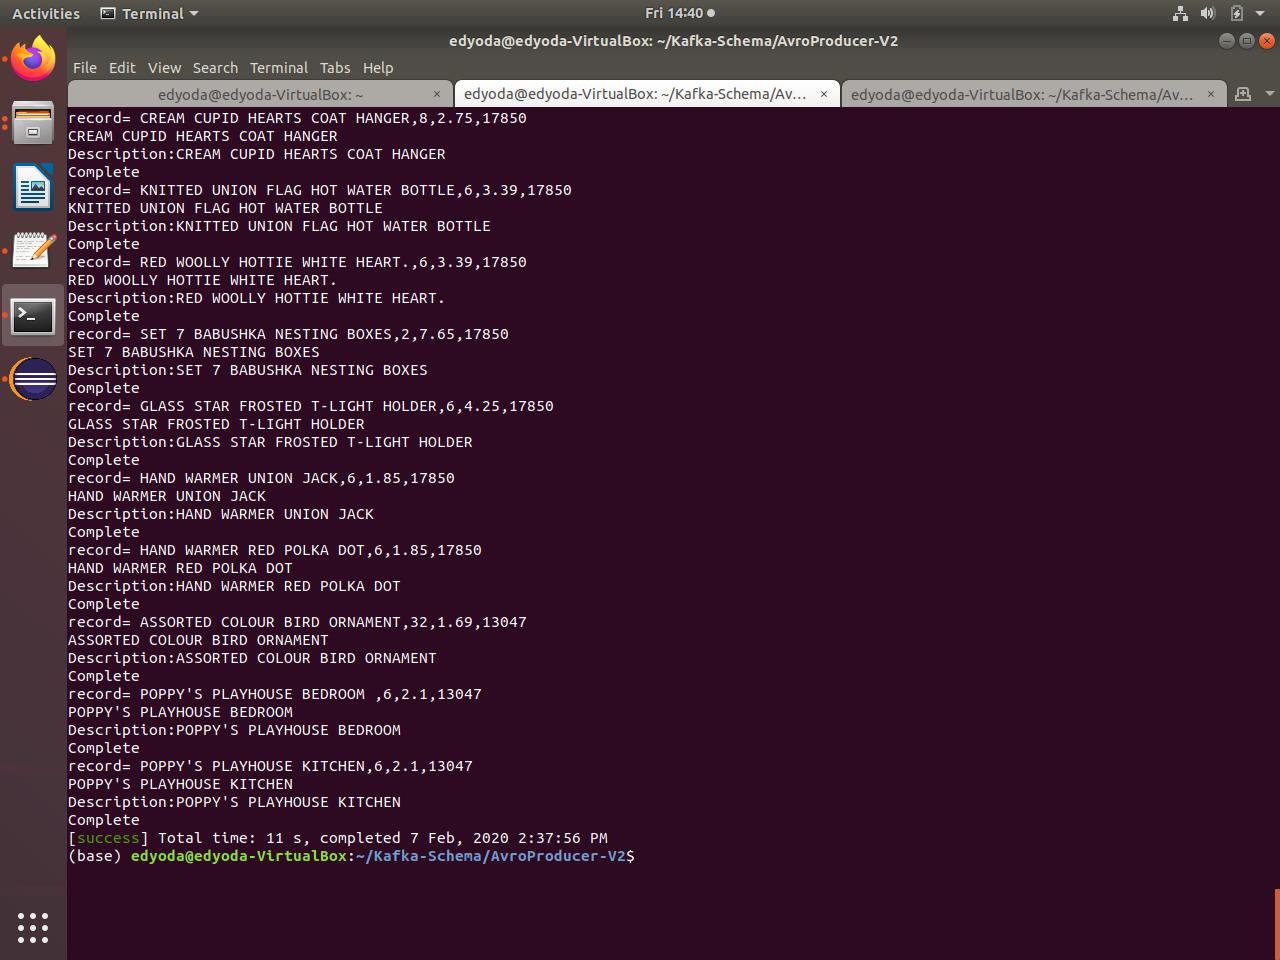 Activities Terminal Fri 14:40
edyoda@edyoda-VirtualBox: ~/Kafka-Schema/AvroProducer-V2
File Edit View Search Terminal Tabs Help
edyoda@edyoda-VirtualBox: ~ × edyoda@edyoda-VirtualBox: ~/Kafka-Schema/Av... × edyoda@edyoda-VirtualBox: ~/Kafka-Schema/Av... ×
record= CREAM CUPID HEARTS COAT HANGER,8,2.75,17850
CREAM CUPID HEARTS COAT HANGER
Description:CREAM CUPID HEARTS COAT HANGER
Complete
record= KNITTED UNION FLAG HOT WATER BOTTLE,6,3.39,17850
KNITTED UNION FLAG HOT WATER BOTTLE
Description:KNITTED UNION FLAG HOT WATER BOTTLE
Complete
record= RED WOOLLY HOTTIE WHITE HEART.,6,3.39,17850
RED WOOLLY HOTTIE WHITE HEART.
Description:RED WOOLLY HOTTIE WHITE HEART.
Complete
record= SET 7 BABUSHKA NESTING BOXES,2,7.65,17850
SET 7 BABUSHKA NESTING BOXES
Description:SET 7 BABUSHKA NESTING BOXES
Complete
record= GLASS STAR FROSTED T-LIGHT HOLDER,6,4.25,17850
GLASS STAR FROSTED T-LIGHT HOLDER
Description:GLASS STAR FROSTED T-LIGHT HOLDER
Complete
record= HAND WARMER UNION JACK,6,1.85,17850
HAND WARMER UNION JACK
Description:HAND WARMER UNION JACK
Complete
record= HAND WARMER RED POLKA DOT,6,1.85,17850
HAND WARMER RED POLKA DOT
Description:HAND WARMER RED POLKA DOT
Complete
record= ASSORTED COLOUR BIRD ORNAMENT,32,1.69,13047
ASSORTED COLOUR BIRD ORNAMENT
Description:ASSORTED COLOUR BIRD ORNAMENT
Complete
record= POPPY'S PLAYHOUSE BEDROOM ,6,2.1,13047
POPPY'S PLAYHOUSE BEDROOM
Description:POPPY'S PLAYHOUSE BEDROOM
Complete
record= POPPY'S PLAYHOUSE KITCHEN,6,2.1,13047
POPPY'S PLAYHOUSE KITCHEN
Description:POPPY'S PLAYHOUSE KITCHEN
Complete
[success] Total time: 11 s, completed 7 Feb, 2020 2:37:56 PM
(base) edyoda@edyoda-VirtualBox:~/Kafka-Schema/AvroProducer-V2$